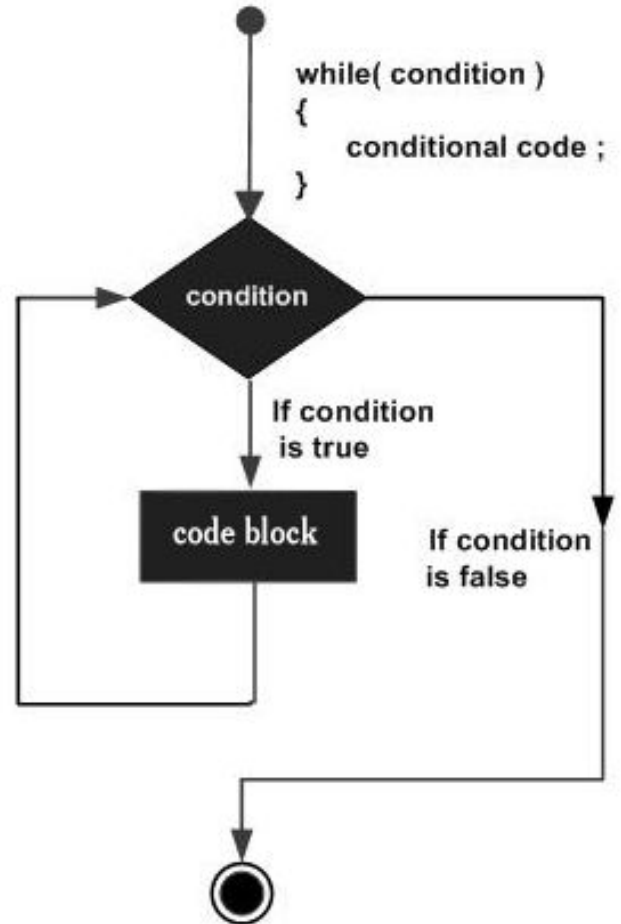 while( condition )
{
conditional code ;
}
condition
If condition
is true
code block
If condition
is false